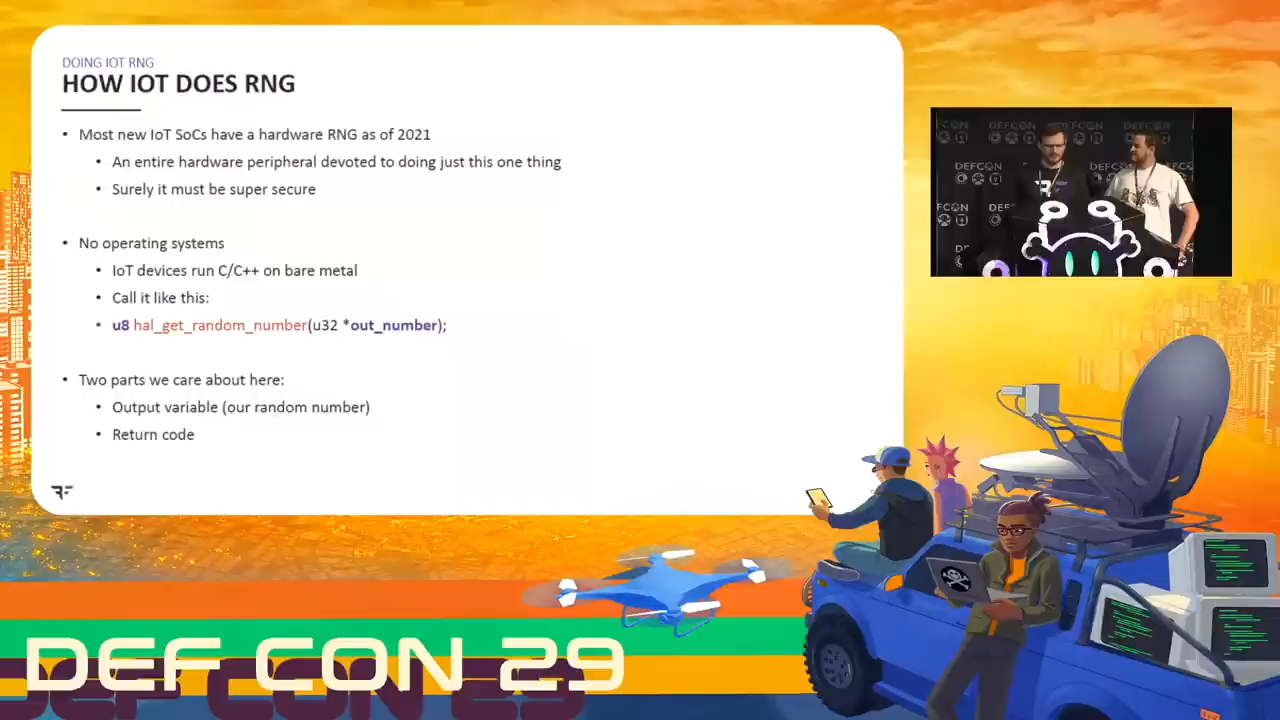 DOING IOT RNG
HOW IOT DOES RNG
• Most new IoT SoCs have a hardware RNG as of 2021
• An entire hardware peripheral devoted to doing just this one thing
• Surely it must be super secure
• No operating systems
• IoT devices run C/C++ on bare metal
• Call it like this:
• u8 hal_get_random_number(u32 *out_number);
• Two parts we care about here:
• Output variable (our random number)
• Return code
DEFCON
DEF CON 29